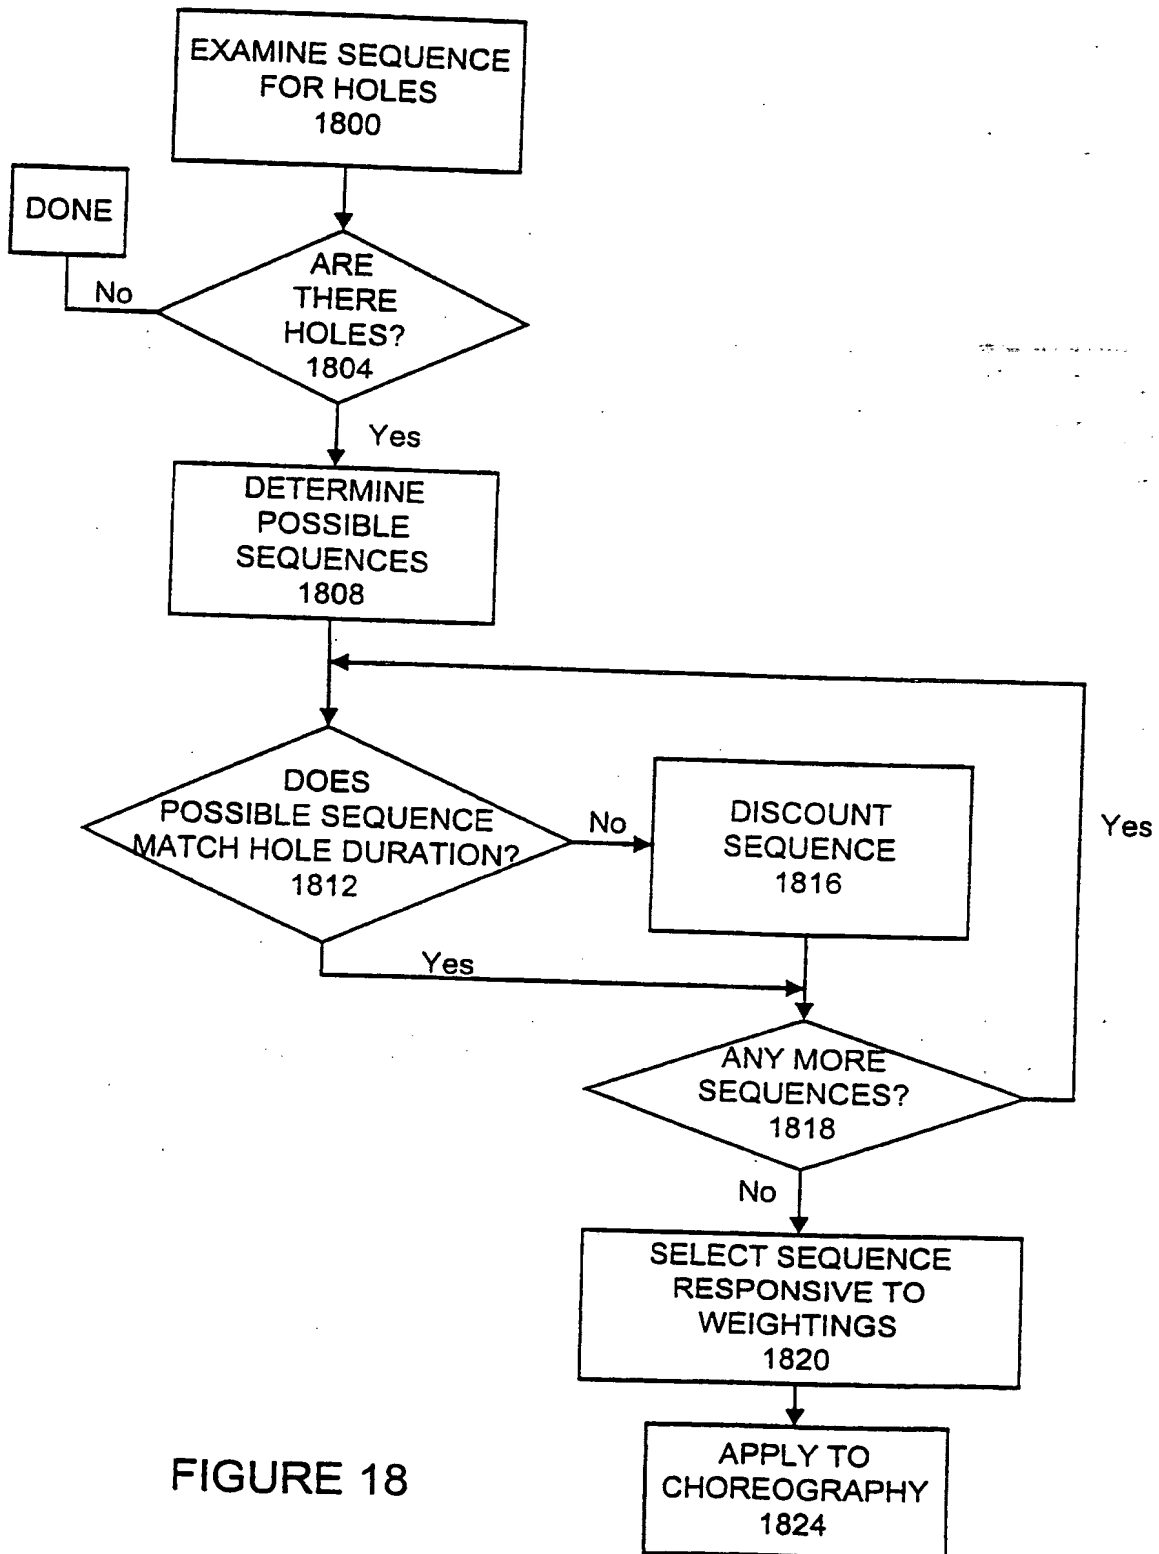 EXAMINE SEQUENCE
FOR HOLES
1800
DONE
No
ARE
THERE
HOLES?
1804
Yes
DETERMINE
POSSIBLE
SEQUENCES
1808
DOES
POSSIBLE SEQUENCE
MATCH HOLE DURATION?
1812
No
DISCOUNT
SEQUENCE
1816
Yes
Yes
ANY MORE
SEQUENCES?
1818
No
SELECT SEQUENCE
RESPONSIVE TO
WEIGHTINGS
1820
APPLY TO
CHOREOGRAPHY
1824
FIGURE 18